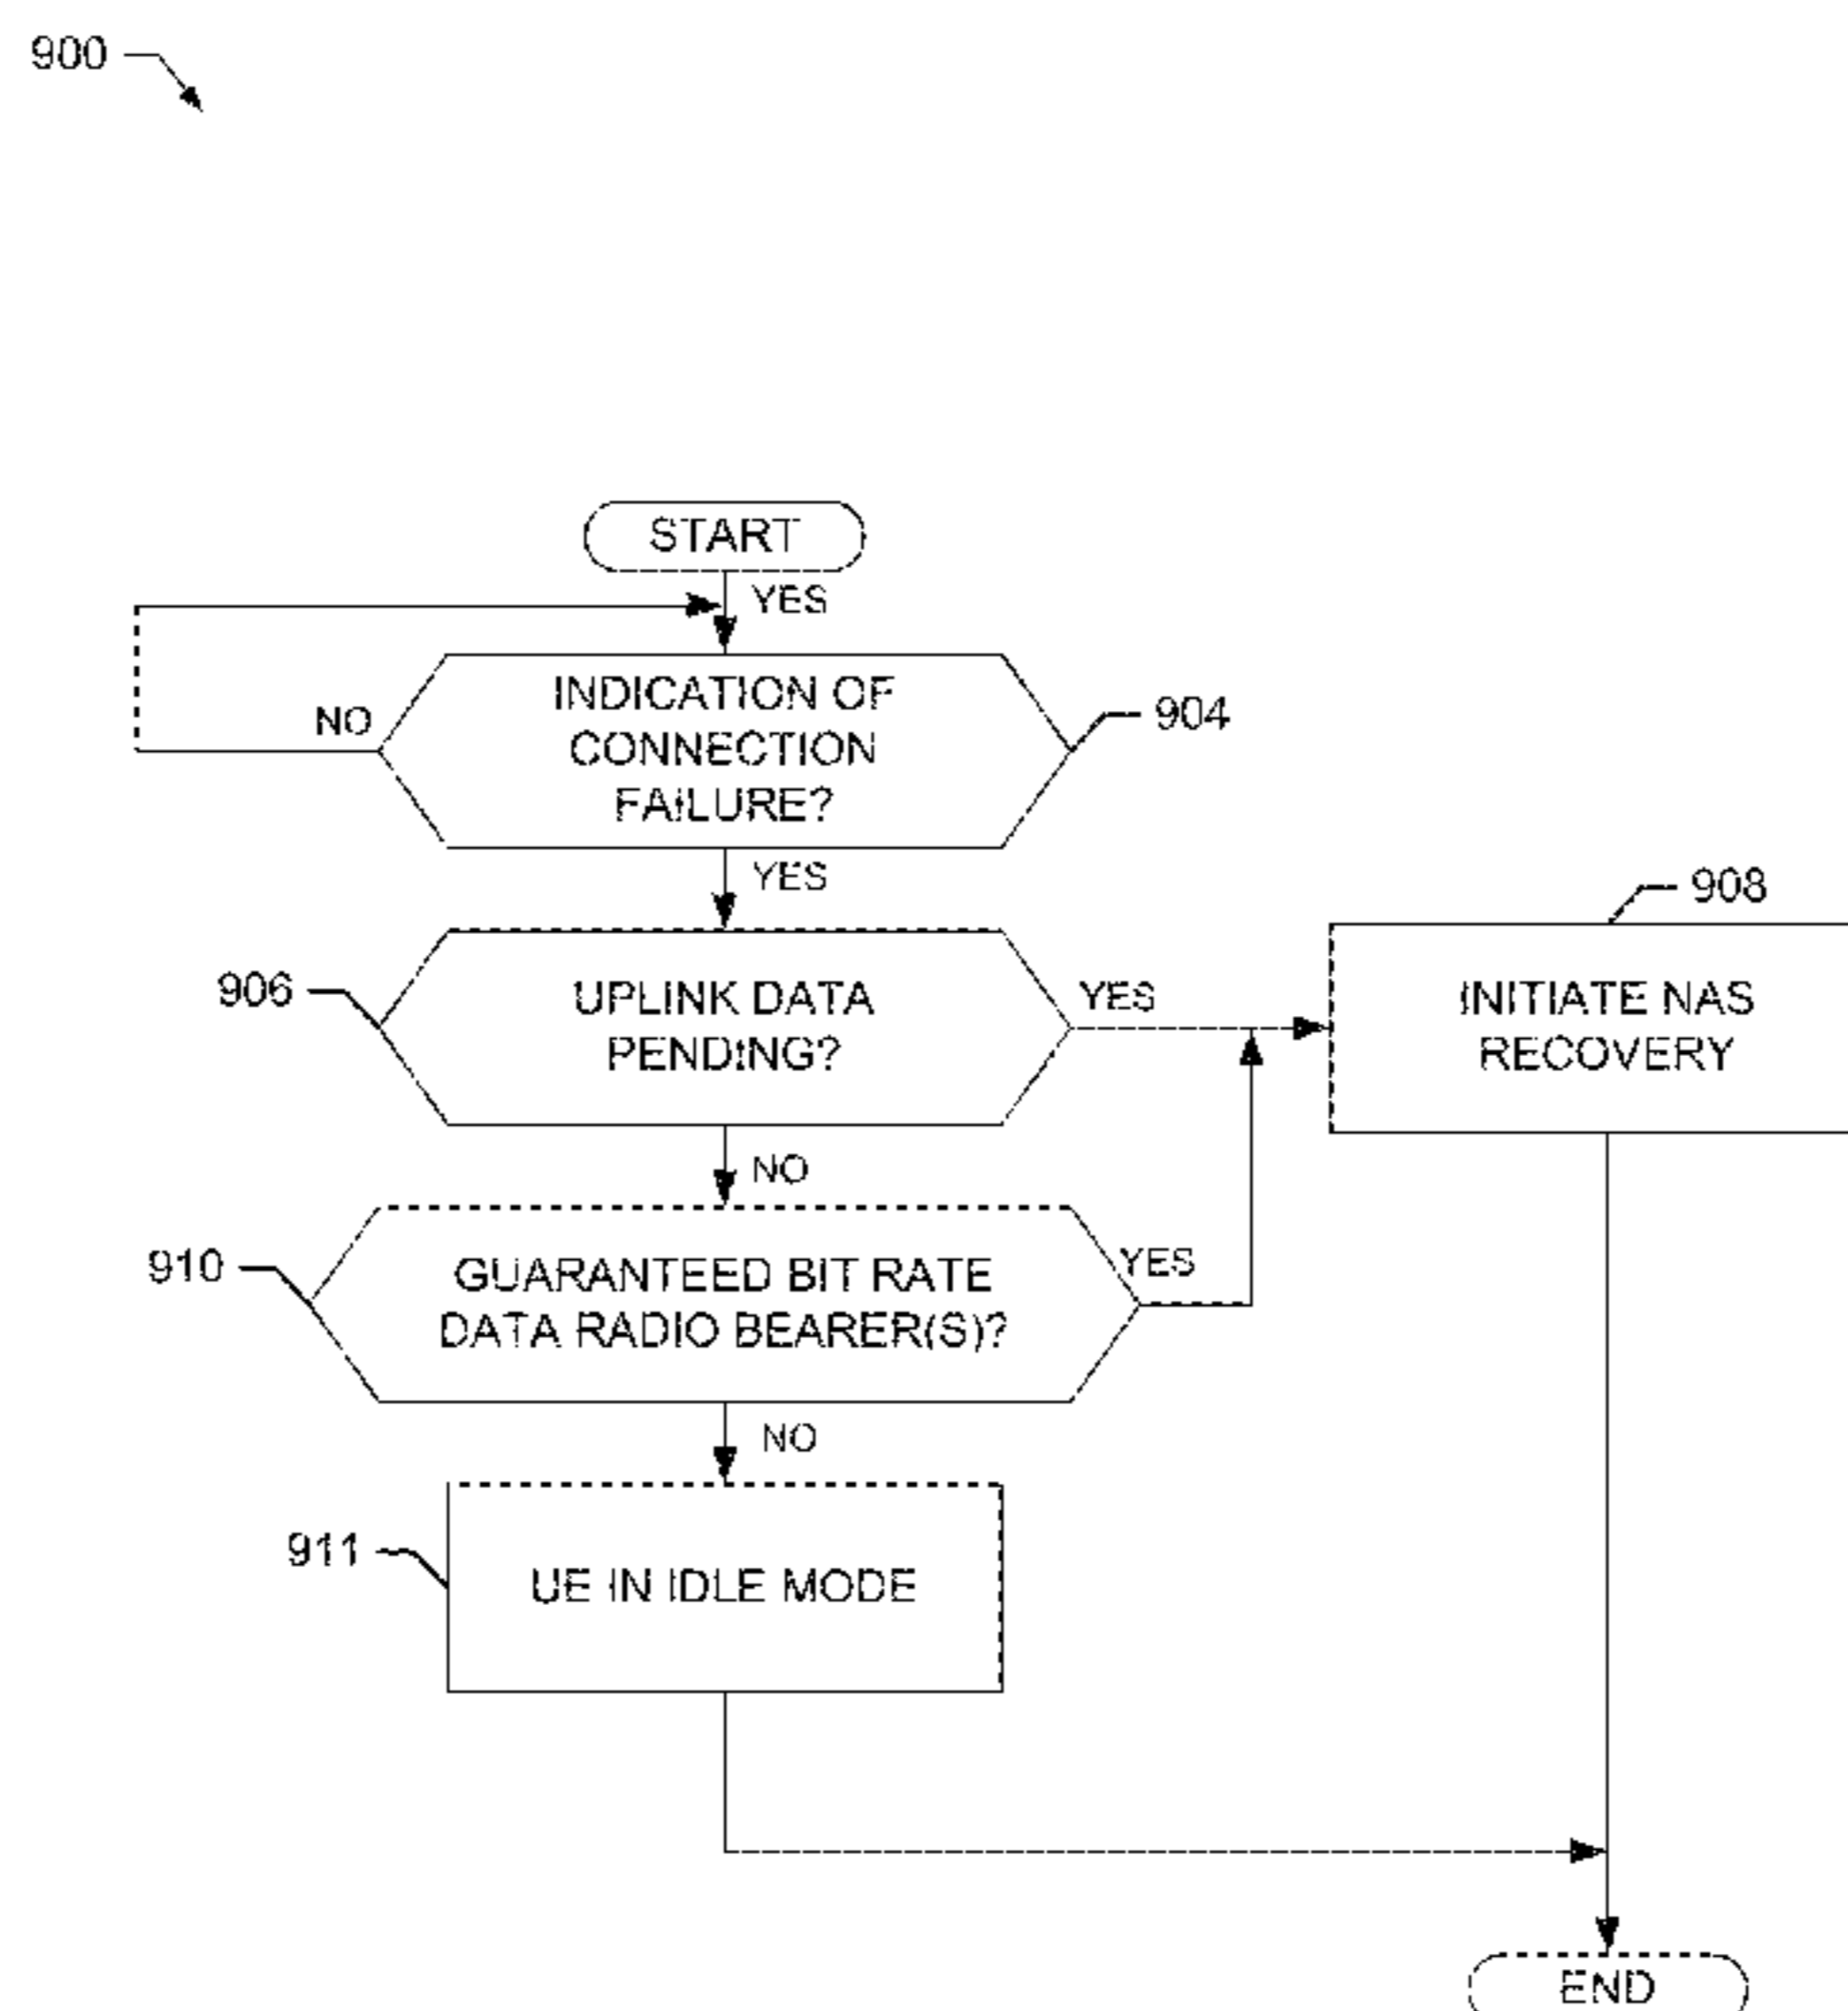 900
START
YES
INDICATION OF
CONNECTION
FAILURE?
904
NO
YES
908
906
UPLINK DATA
PENDING?
YES
INITIATE NAS
RECOVERY
NO
910
GUARANTEED BIT RATE
DATA RADIO BEARER(S)?
YES
NO
911
UE IN IDLE MODE
END